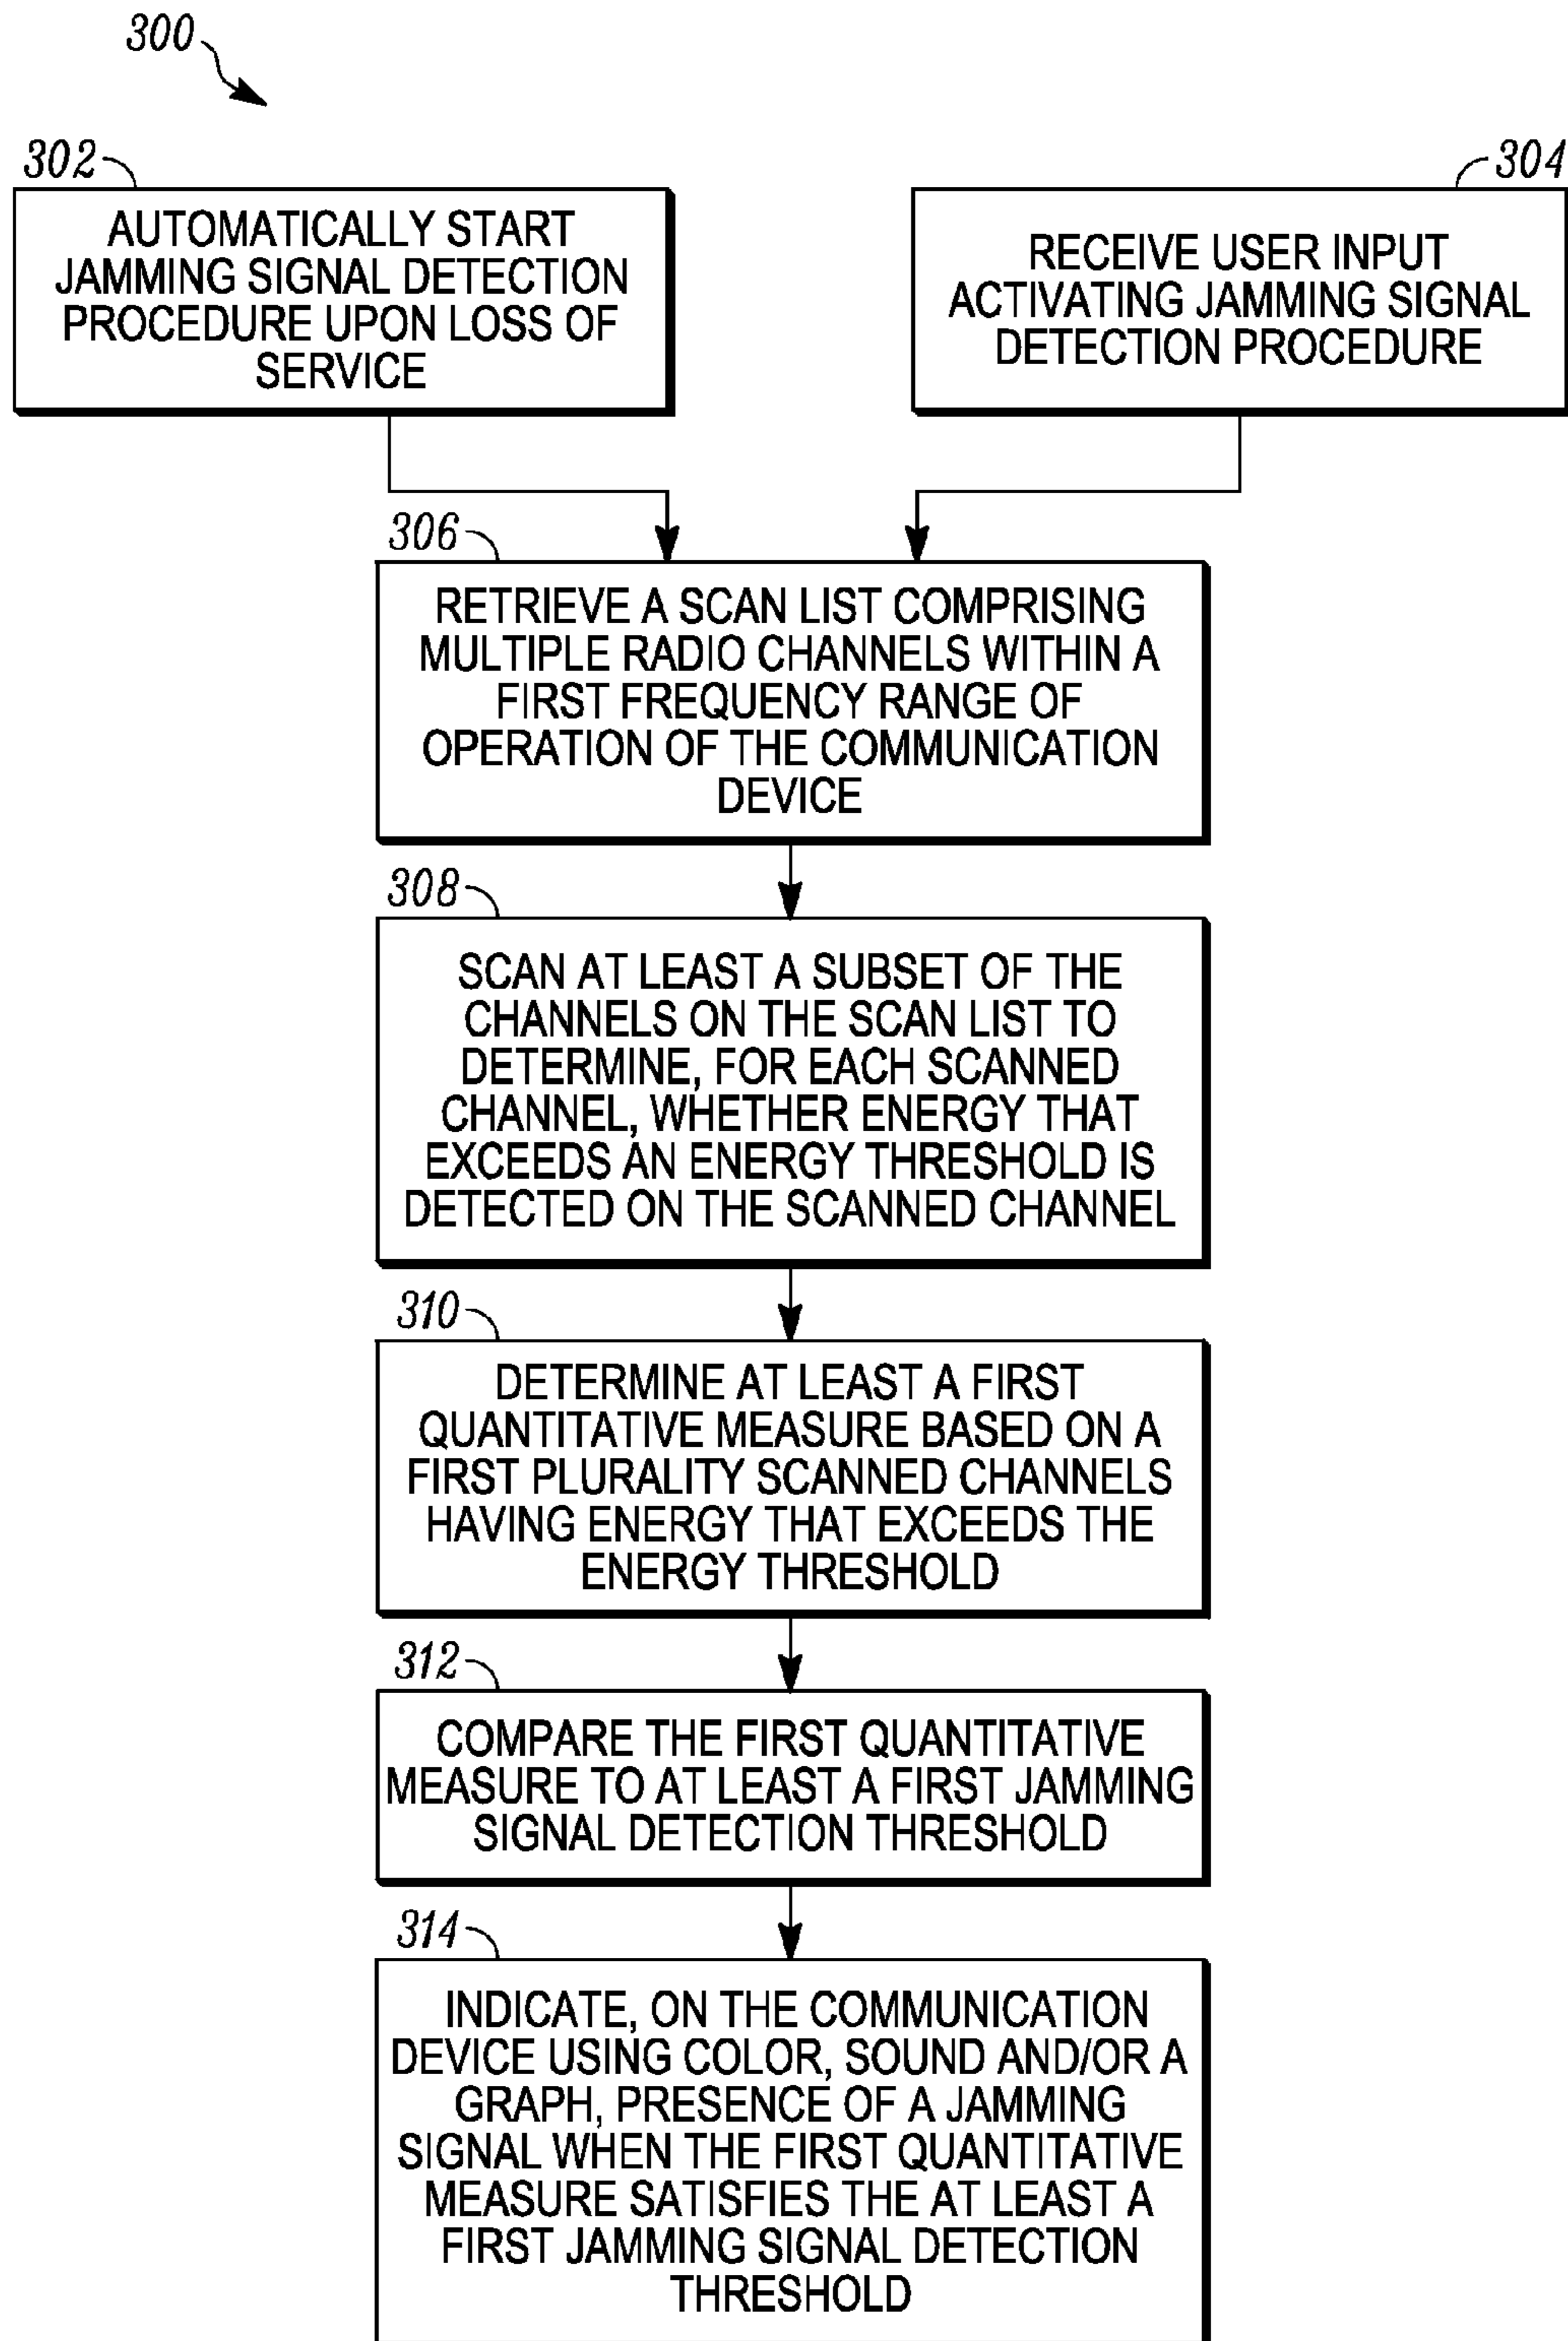 300
302
AUTOMATICALLY START
JAMMING SIGNAL DETECTION
PROCEDURE UPON LOSS OF
SERVICE
304
RECEIVE USER INPUT
ACTIVATING JAMMING SIGNAL
DETECTION PROCEDURE
306
RETRIEVE A SCAN LIST COMPRISING
MULTIPLE RADIO CHANNELS WITHIN A
FIRST FREQUENCY RANGE OF
OPERATION OF THE COMMUNICATION
DEVICE
308
SCAN AT LEAST A SUBSET OF THE
CHANNELS ON THE SCAN LIST TO
DETERMINE, FOR EACH SCANNED
CHANNEL, WHETHER ENERGY THAT
EXCEEDS AN ENERGY THRESHOLD IS
DETECTED ON THE SCANNED CHANNEL
310
DETERMINE AT LEAST A FIRST
QUANTITATIVE MEASURE BASED ON A
FIRST PLURALITY SCANNED CHANNELS
HAVING ENERGY THAT EXCEEDS THE
ENERGY THRESHOLD
312
COMPARE THE FIRST QUANTITATIVE
MEASURE TO AT LEAST A FIRST JAMMING
SIGNAL DETECTION THRESHOLD
314
INDICATE, ON THE COMMUNICATION
DEVICE USING COLOR, SOUND AND/OR A
GRAPH, PRESENCE OF A JAMMING
SIGNAL WHEN THE FIRST QUANTITATIVE
MEASURE SATISFIES THE AT LEAST A
FIRST JAMMING SIGNAL DETECTION
THRESHOLD